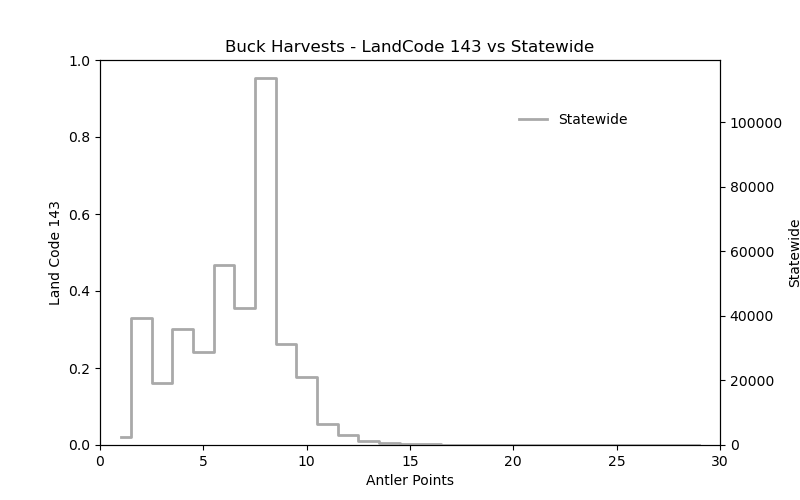 Buck Harvests - LandCode 143 vs Statewide
1.0
0.8
0.6
0.4
0.2
0.0
Land Code 143
Statewide
100000
80000
60000
40000
20000
0
Statewide
0 5 10 15 20 25 30
Antler Points